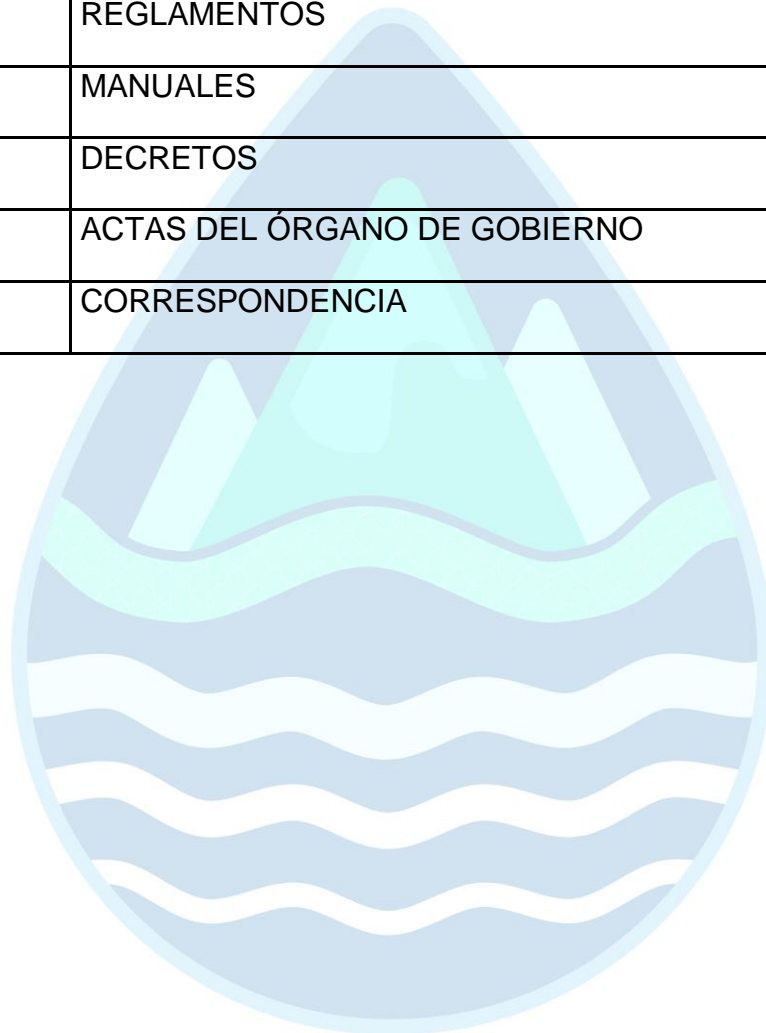 REGLAMENTOS
MANUALES
DECRETOS
ACTAS DEL ÓRGANO DE GOBIERNO
CORRESPONDENCIA